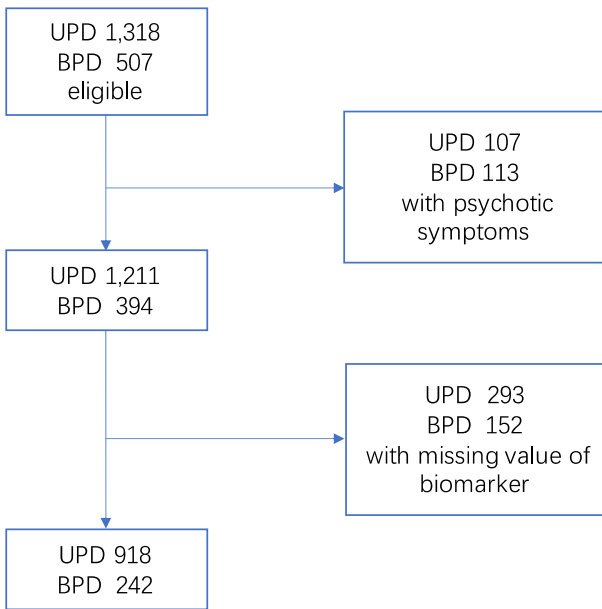 UPD 1,318
BPD 507
eligible
UPD 107
BPD 113
with psychotic
symptoms
UPD 1,211
BPD 394
UPD 293
BPD 152
with missing value of
biomarker
UPD 918
BPD 242